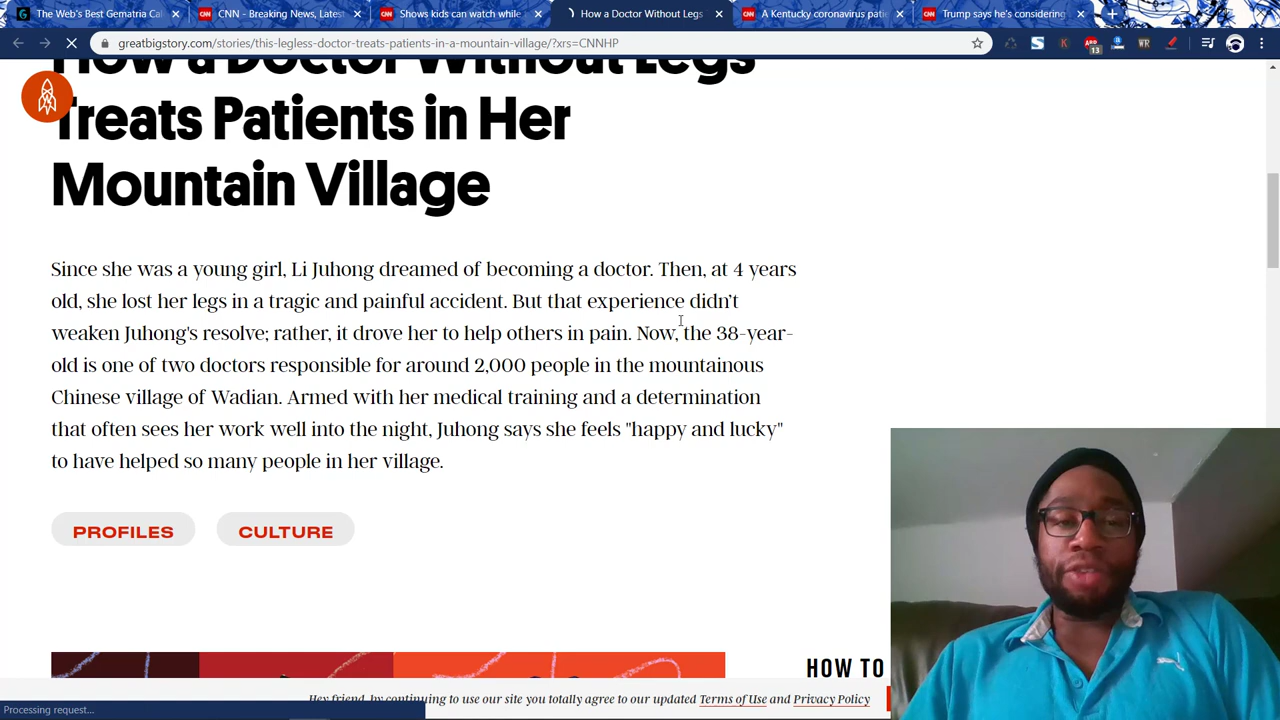 The Web's Best Gematria Cal
CNN - Breaking News, Latest
Shows kids can watch while
How a Doctor Without Legs
A Kentucky coronavirus patie
Trump says he's considering
greatbigstory.com/stories/this-legless-doctor-treats-patients-in-a-mountain-village/?xrs=CNNHP
How a Doctor Without Legs
Treats Patients in Her
Mountain Village
Since she was a young girl, Li Juhong dreamed of becoming a doctor. Then, at 4 years
old, she lost her legs in a tragic and painful accident. But that experience didn't
weaken Juhong's resolve; rather, it drove her to help others in pain. Now, the 38-year-
old is one of two doctors responsible for around 2,000 people in the mountainous
Chinese village of Wadian. Armed with her medical training and a determination
that often sees her work well into the night, Juhong says she feels "happy and lucky"
to have helped so many people in her village.
PROFILES CULTURE
HOW TO
Hey friend, by continuing to use our site you totally agree to our updated Terms of Use and Privacy Policy
Processing request...